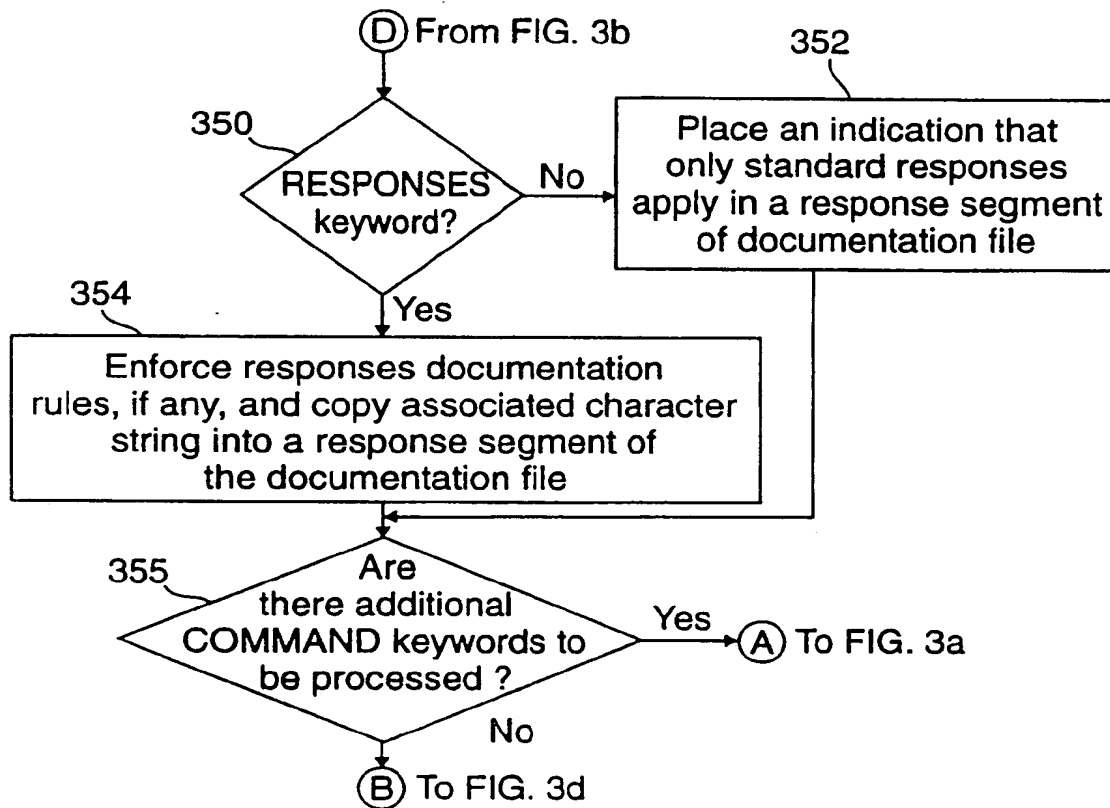 D From FIG. 3b
350
RESPONSES
keyword?
No
352
Place an indication that
only standard responses
apply in a response segment
of documentation file
Yes
354
Enforce responses documentation
rules, if any, and copy associated character
string into a response segment of
the documentation file
355
Are
there additional
COMMAND keywords to
be processed ?
Yes
A To FIG. 3a
No
B To FIG. 3d